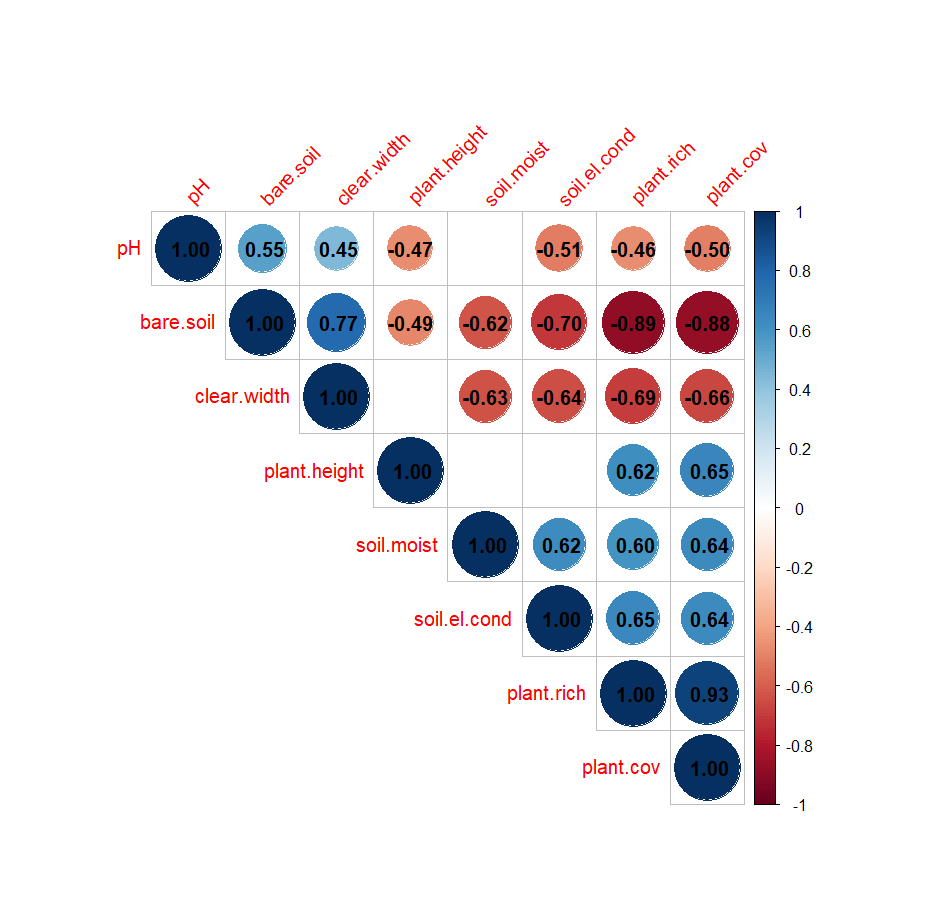 pH bare.soil clear.width plant.height soil.moist soil.el.cond plant.rich plant.cov
pH 1.00 0.55 0.45 -0.47 -0.51 -0.46 -0.50
bare.soil 1.00 0.77 -0.49 -0.62 -0.70 -0.89 -0.88
clear.width 1.00 -0.63 -0.64 -0.69 -0.66
plant.height 1.00 0.62 0.65
soil.moist 1.00 0.62 0.60 0.64
soil.el.cond 1.00 0.65 0.64
plant.rich 1.00 0.93
plant.cov 1.00
1
0.8
0.6
0.4
0.2
0
-0.2
-0.4
-0.6
-0.8
-1